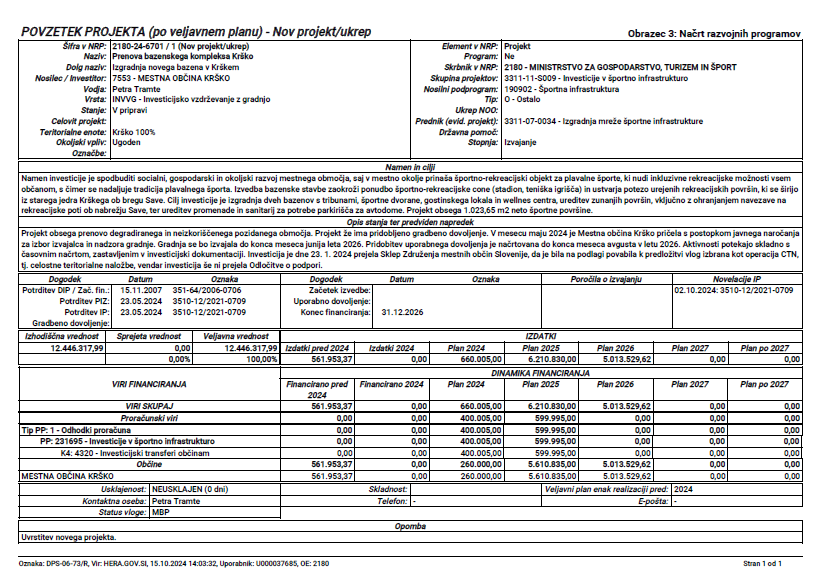 POVZETEK PROJEKTA (po veljavnem planu) - Nov projekt/ukrep
Obrazec 3: Načrt razvojnih programov
Šifra v NRP: 2180-24-6701 / 1 (Nov projekt/ukrep) Element v NRP: Projekt
Naziv: Prenova bazenskega kompleksa Krško Program: Ne
Dolg naziv: Izgradnja novega bazena v Krškem Skrbnik v NRP: 2180 - MINISTRSTVO ZA GOSPODARSTVO, TURIZEM IN ŠPORT
Nosilec / Investitor: 7553 - MESTNA OBČINA KRŠKO Skupina projektov: 3311-11-S009 - Investicije v športno infrastrukturo
Vodja: Petra Tramte Nosilni podprogram: 190902 - Športna infrastruktura
Vrsta: INVVG - Investicijsko vzdrževanje z gradnjo Tip: O - Ostalo
Stanje: V pripravi Ukrep NOO:
Celovit projekt: Prednik (evid. projekt): 3311-07-0034 - Izgradnja mreže športne infrastrukture
Teritorialne enote: Krško 100% Državna pomoč:
Okoljski vpliv: Ugoden Stopnja: Izvajanje
Označbe:
Namen in cilji
Namen investicije je spodbuditi socialni, gospodarski in okoljski razvoj mestnega območja, saj v mestno okolje prinaša športno-rekreacijski objekt za plavalne športe, ki nudi inkluzivne rekreacijske možnosti vsem
občanom, s čimer se nadaljuje tradicija plavalnega športa. Izvedba bazenske stavbe zaokroži ponudbo športno-rekreacijske cone (stadion, teniška igrišča) in ustvarja potezo urejenih rekreacijskih površin, ki se širijo
iz starega jedra Krškega ob bregu Save. Cilj investicije je izgradnja dveh bazenov s tribunami, športne dvorane, gostinskega lokala in wellnes centra, ureditev zunanjih površin, vključno z ohranjanjem navezave na
rekreacijske poti ob nabrežju Save, ter ureditev promenade in sanitarij za potrebe parkirišča za avtodome. Projekt obsega 1.023,65 m2 neto športne površine.
Opis stanja ter predviden napredek
Projekt obsega prenovo degradiranega in neizkoriščenega pozidanega območja. Projekt že ima pridobljeno gradbeno dovoljenje. V mesecu maju 2024 je Mestna občina Krško pričela s postopkom javnega naročanja
za izbor izvajalca in nadzora gradnje. Gradnja se bo izvajala do konca meseca junija leta 2026. Pridobitev uporabnega dovoljenja je načrtovana do konca meseca avgusta v letu 2026. Aktivnosti potekajo skladno s
časovnim načrtom, zastavljenim v investicijski dokumentaciji. Investicija je dne 23. 1. 2024 prejela Sklep Združenja mestnih občin Slovenije, da je bila na podlagi povabila k predložitvi vlog izbrana kot operacija CTN,
tj. celostne teritorialne naložbe, vendar investicija še ni prejela Odločitve o podpori.
Dogodek Datum Oznaka Dogodek Datum Oznaka Poročila o izvajanju Novelacije IP
Potrditev DIP / Zač. fin.: 15.11.2007 351-64/2006-0706 Začetek izvedbe: 02.10.2024: 3510-12/2021-0709
Potrditev PIZ: 23.05.2024 3510-12/2021-0709 Uporabno dovoljenje:
Potrditev IP: 23.05.2024 3510-12/2021-0709 Konec financiranja: 31.12.2026
Gradbeno dovoljenje:
Izhodiščna vrednost Sprejeta vrednost Veljavna vrednost IZDATKI
12.446.317,99 0,00 12.446.317,99 Izdatki pred 2024 Izdatki 2024 Plan 2024 Plan 2025 Plan 2026 Plan 2027 Plan po 2027
0,00% 100,00% 561.953,37 0,00 660.005,00 6.210.830,00 5.013.529,62 0,00 0,00
VIRI FINANCIRANJA DINAMIKA FINANCIRANJA
Financirano pred 2024 Financirano 2024 Plan 2024 Plan 2025 Plan 2026 Plan 2027 Plan po 2027
VIRI SKUPAJ 561.953,37 0,00 660.005,00 6.210.830,00 5.013.529,62 0,00 0,00
Proračunski viri 0,00 0,00 400.005,00 599.995,00 0,00 0,00 0,00
Tip PP: 1 - Odhodki proračuna 0,00 0,00 400.005,00 599.995,00 0,00 0,00 0,00
PP: 231695 - Investicije v športno infrastrukturo 0,00 0,00 400.005,00 599.995,00 0,00 0,00 0,00
K4: 4320 - Investicijski transferi občinam 0,00 0,00 400.005,00 599.995,00 0,00 0,00 0,00
Občine 561.953,37 0,00 260.000,00 5.610.835,00 5.013.529,62 0,00 0,00
MESTNA OBČINA KRŠKO 561.953,37 0,00 260.000,00 5.610.835,00 5.013.529,62 0,00 0,00
Usklajenost: NEUSKLAJEN (0 dni) Skladnost: Veljavni plan enak realizaciji pred: 2024
Kontaktna oseba: Petra Tramte Telefon: - E-pošta: -
Status vloge: MBP
Opomba
Uvrstitev novega projekta.
Oznaka: DPS-06-73/R, Vir: HERA.GOV.SI, 15.10.2024 14:03:32, Uporabnik: U000037685, OE: 2180
Stran 1 od 1